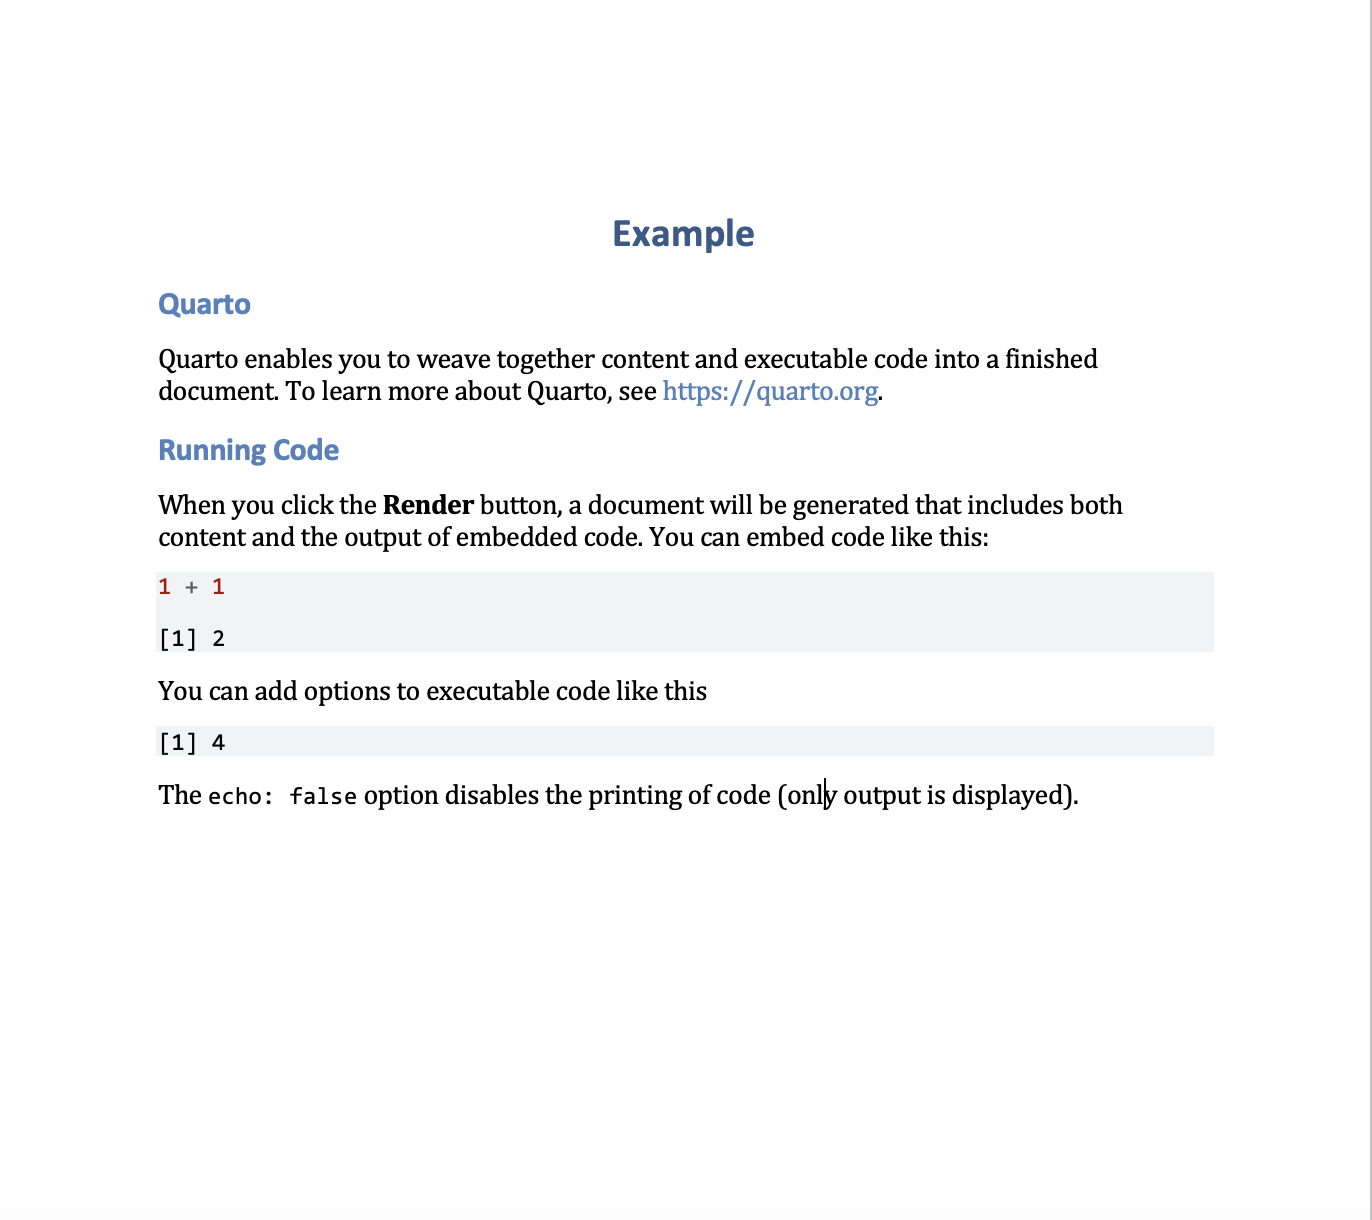 Example
Quarto
Quarto enables you to weave together content and executable code into a finished
document. To learn more about Quarto, see https://quarto.org.
Running Code
When you click the Render button, a document will be generated that includes both
content and the output of embedded code. You can embed code like this:
1 + 1
[1] 2
You can add options to executable code like this
[1] 4
The echo: false option disables the printing of code (only output is displayed).